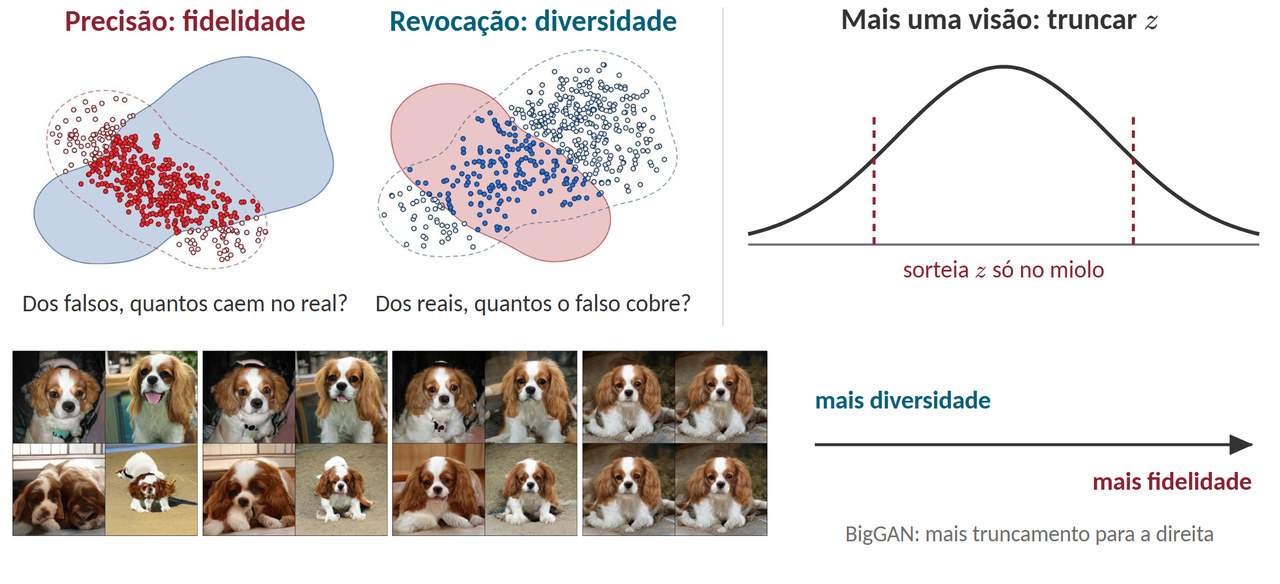 Precisão: fidelidade
Revocação: diversidade
Mais uma visão: truncar z
sorteia z só no miolo
Dos falsos, quantos caem no real?
Dos reais, quantos o falso cobre?
mais diversidade
mais fidelidade
BigGAN: mais truncamento para a direita